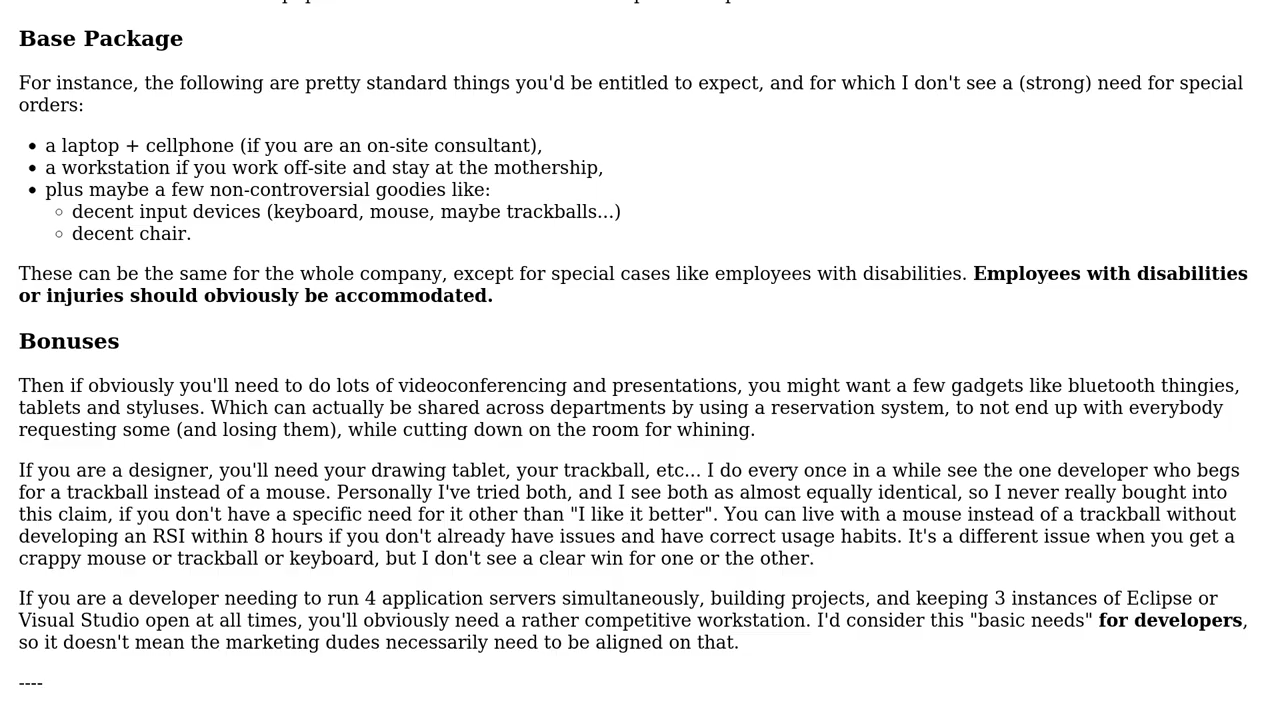 Base Package
For instance, the following are pretty standard things you'd be entitled to expect, and for which I don't see a (strong) need for special
orders:
• a laptop + cellphone (if you are an on-site consultant),
• a workstation if you work off-site and stay at the mothership,
• plus maybe a few non-controversial goodies like:
◦ decent input devices (keyboard, mouse, maybe trackballs...)
◦ decent chair.
These can be the same for the whole company, except for special cases like employees with disabilities. Employees with disabilities
or injuries should obviously be accommodated.
Bonuses
Then if obviously you'll need to do lots of videoconferencing and presentations, you might want a few gadgets like bluetooth thingies,
tablets and styluses. Which can actually be shared across departments by using a reservation system, to not end up with everybody
requesting some (and losing them), while cutting down on the room for whining.
If you are a designer, you'll need your drawing tablet, your trackball, etc... I do every once in a while see the one developer who begs
for a trackball instead of a mouse. Personally I've tried both, and I see both as almost equally identical, so I never really bought into
this claim, if you don't have a specific need for it other than "I like it better". You can live with a mouse instead of a trackball without
developing an RSI within 8 hours if you don't already have issues and have correct usage habits. It's a different issue when you get a
crappy mouse or trackball or keyboard, but I don't see a clear win for one or the other.
If you are a developer needing to run 4 application servers simultaneously, building projects, and keeping 3 instances of Eclipse or
Visual Studio open at all times, you'll obviously need a rather competitive workstation. I'd consider this "basic needs" for developers,
so it doesn't mean the marketing dudes necessarily need to be aligned on that.
----